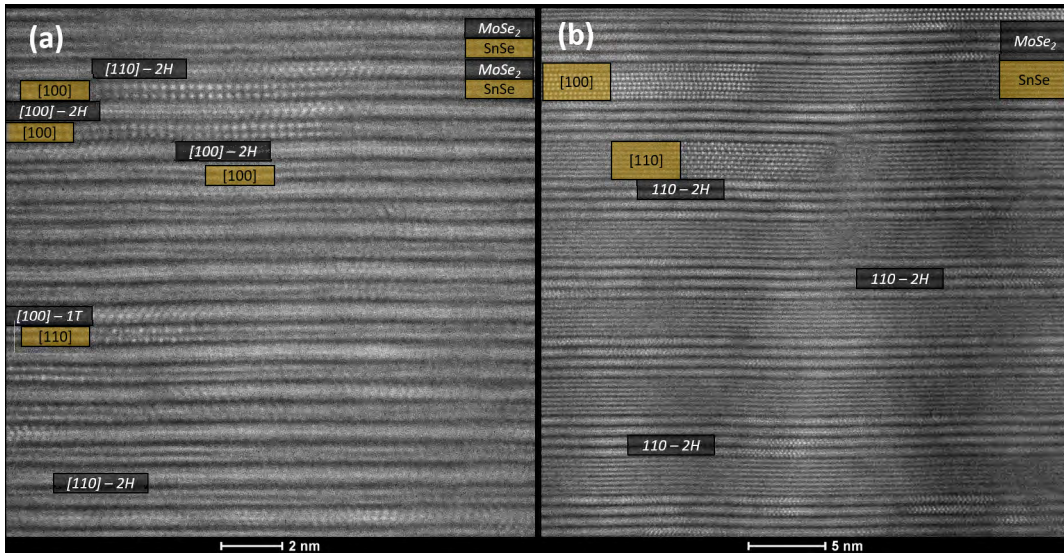 (a)
MoSe₂
SnSe
[110] – 2H
MoSe₂
[100]
SnSe
[100] – 2H
[100]
[100] – 2H
[100]
[100] – 1T
[110]
[110] – 2H
2 nm
(b)
MoSe₂
[100]
SnSe
[110]
110 – 2H
110 – 2H
110 – 2H
5 nm